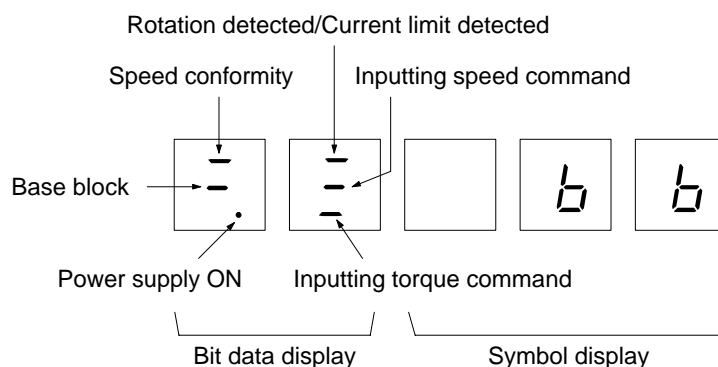 Rotation detected/Current limit detected
Speed conformity Inputting speed command
Base block
b b
Power supply ON Inputting torque command
Bit data display Symbol display